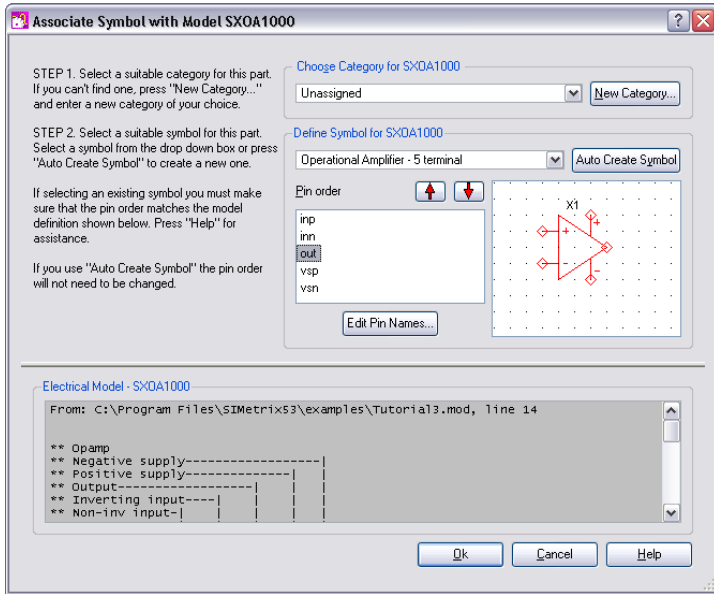 Associate Symbol with Model SXOA1000
STEP 1. Select a suitable category for this part.
If you can't find one, press "New Category..."
and enter a new category of your choice.
STEP 2. Select a suitable symbol for this part.
Select a symbol from the drop down box or press
"Auto Create Symbol" to create a new one.
If selecting an existing symbol you must make
sure that the pin order matches the model
definition shown below. Press "Help" for
assistance.
If you use "Auto Create Symbol" the pin order
will not need to be changed.
Choose Category for SXOA1000
Unassigned
New Category...
Define Symbol for SXOA1000
Operational Amplifier - 5 terminal
Auto Create Symbol
Pin order
inp
inn
out
vsp
vsn
Edit Pin Names...
X1
+
+
-
-
Electrical Model - SXOA1000
From: C:\Program Files\SIMetrix53\examples\Tutorial3.mod, line 14
** Opamp
** Negative supply--------------------|
** Positive supply---------------| |
** Output------------------| | |
** Inverting input----| | | |
** Non-inv input-| | | | |
Ok
Cancel
Help